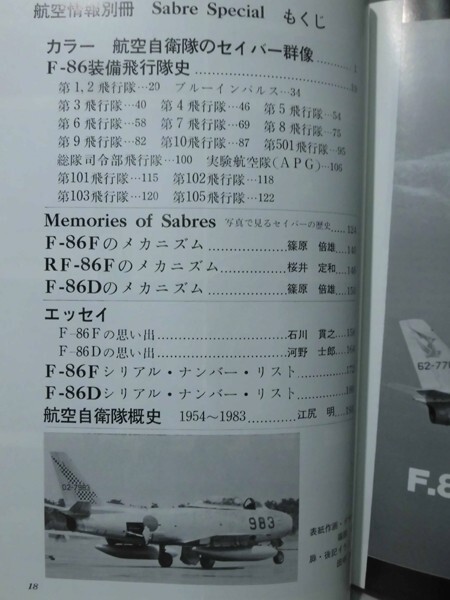 航空情報別冊 Sabre Special もくじ
カラー 航空自衛隊のセイバー群像
F-86装備飛行隊史
第1,2飛行隊…20 ブルーインパルス…34
第3飛行隊…40 第4飛行隊…46 第5飛行隊…54
第6飛行隊…58 第7飛行隊…69 第8飛行隊…75
第9飛行隊…82 第10飛行隊…87 第501飛行隊…95
総隊司令部飛行隊…100 実験航空隊(APG)…106
第101飛行隊…115 第102飛行隊…118
第103飛行隊…120 第105飛行隊…122
Memories of Sabres 写真で見るセイバーの歴史
F-86Fのメカニズム 篠原 倍雄
RF-86Fのメカニズム 桜井 定和
F-86Dのメカニズム 篠原 倍雄
エッセイ
F-86Fの思い出 石川 貫之
F-86Dの思い出 河野 士郎
F-86Fシリアル・ナンバー・リスト
F-86Dシリアル・ナンバー・リスト
航空自衛隊概史 1954～1983 江尻 明
02-7983
983
表紙作画・
扉・後記
18
F.8